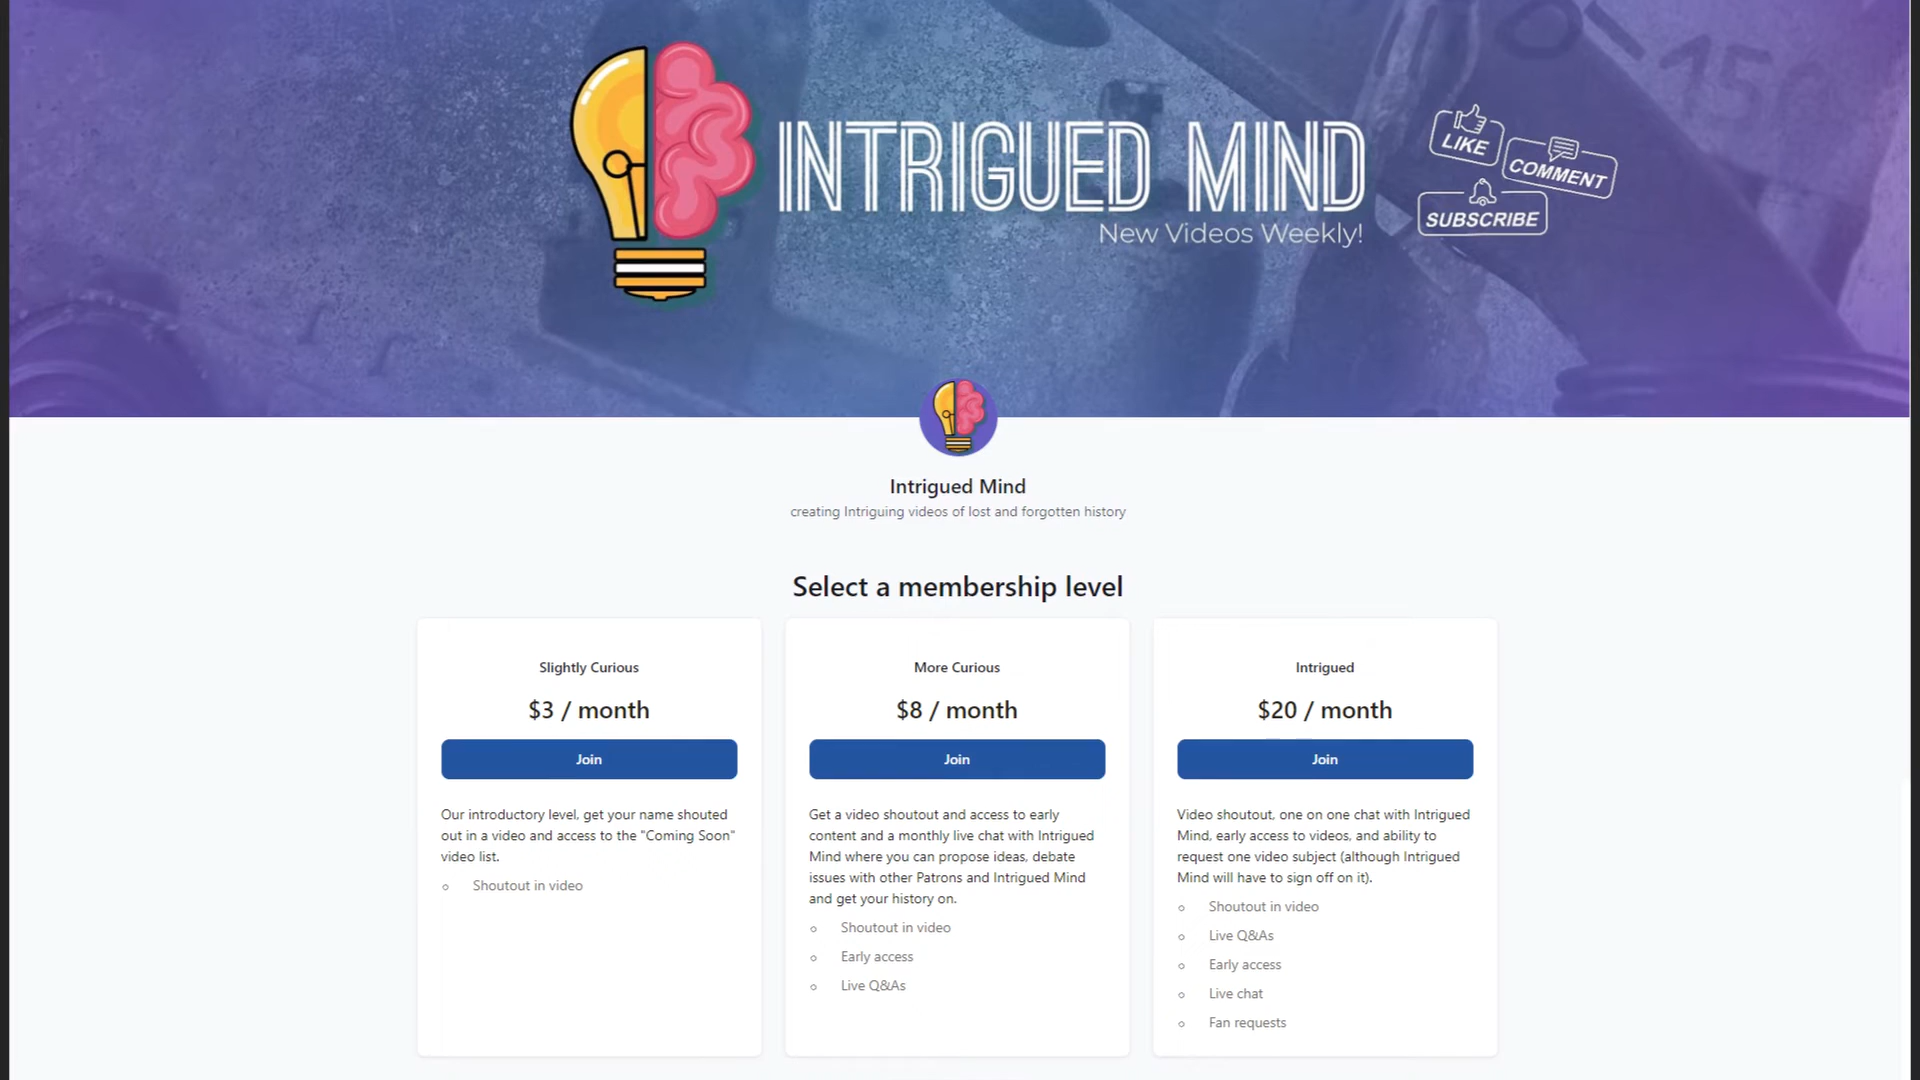 INTRIGUED MIND
New Videos Weekly!
LIKE
COMMENT
SUBSCRIBE
Intrigued Mind
creating Intriguing videos of lost and forgotten history
Select a membership level
Slightly Curious
$3 / month
Join
Our introductory level, get your name shouted
out in a video and access to the "Coming Soon"
video list.
Shoutout in video
More Curious
$8 / month
Join
Get a video shoutout and access to early
content and a monthly live chat with Intrigued
Mind where you can propose ideas, debate
issues with other Patrons and Intrigued Mind
and get your history on.
Shoutout in video
Early access
Live Q&As
Intrigued
$20 / month
Join
Video shoutout, one on one chat with Intrigued
Mind, early access to videos, and ability to
request one video subject (although Intrigued
Mind will have to sign off on it).
Shoutout in video
Live Q&As
Early access
Live chat
Fan requests